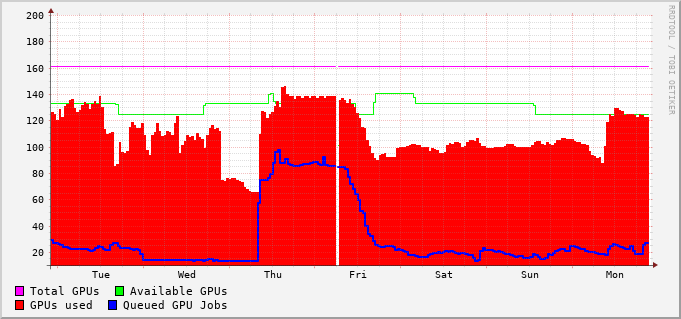 200
180
160
140
120
100
80
60
40
20
Tue Wed Thu Fri Sat Sun Mon
RRDTOOL / TOBI OETIKER
Total GPUs Available GPUs
GPUs used Queued GPU Jobs